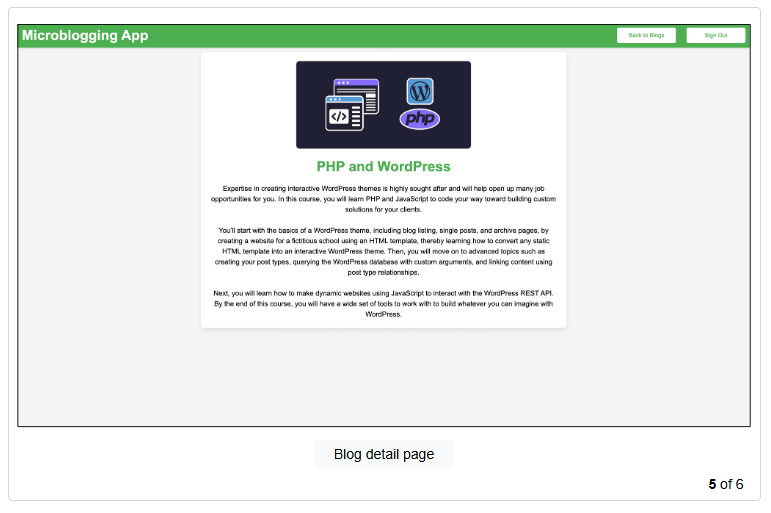 Microblogging App
Back to Blogs
Sign Out
</>
W
php
PHP and WordPress
Expertise in creating interactive WordPress themes is highly sought after and will help open up many job
opportunities for you. In this course, you will learn PHP and JavaScript to code your way toward building custom
solutions for your clients.
You'll start with the basics of a WordPress theme, including blog listing, single posts, and archive pages, by
creating a website for a fictitious school using an HTML template, thereby learning how to convert any static
HTML template into an interactive WordPress theme. Then, you will move on to advanced topics such as
creating your post types, querying the WordPress database with custom arguments, and linking content using
post type relationships.
Next, you will learn how to make dynamic websites using JavaScript to interact with the WordPress REST API.
By the end of this course, you will have a wide set of tools to work with to build whatever you can imagine with
WordPress.
Blog detail page
5 of 6